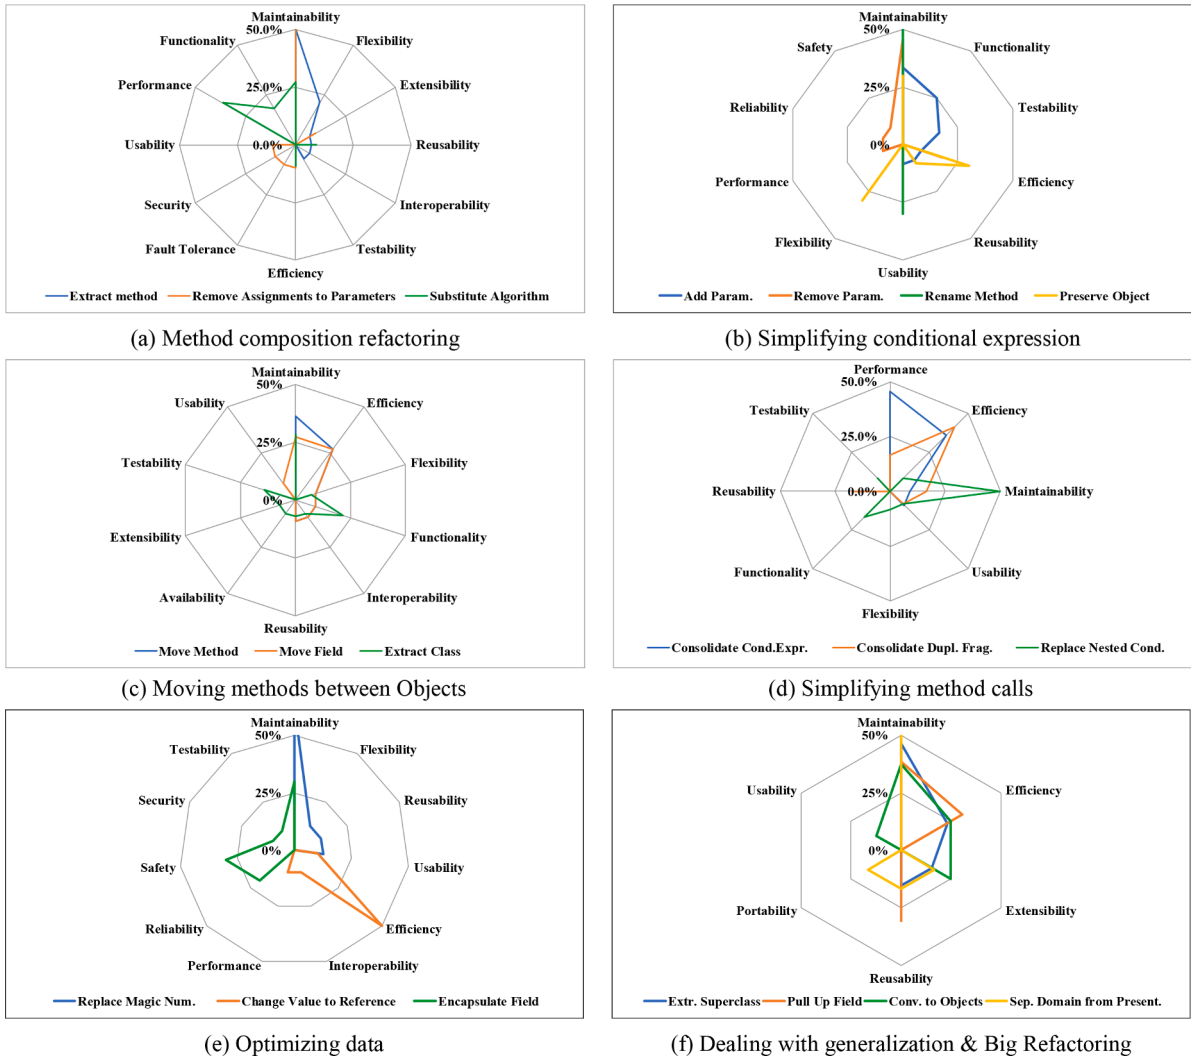 Maintainability
50.0%
Functionality
Flexibility
Performance
25.0%
Extensibility
Usability
0.0%
Reusability
Security
Interoperability
Fault Tolerance
Testability
Efficiency
Extract method
Remove Assignments to Parameters
Substitute Algorithm
(a) Method composition refactoring
Maintainability
50%
Safety
Functionality
25%
Reliability
Testability
0%
Performance
Efficiency
Flexibility
Reusability
Usability
Add Param.
Remove Param.
Rename Method
Preserve Object
(b) Simplifying conditional expression
Maintainability
50%
Usability
Efficiency
25%
Testability
Flexibility
0%
Extensibility
Functionality
Availability
Interoperability
Reusability
Move Method
Move Field
Extract Class
(c) Moving methods between Objects
Performance
50.0%
Testability
Efficiency
25.0%
Reusability
0.0%
Maintainability
Functionality
Usability
Flexibility
Consolidate Cond.Expr.
Consolidate Dupl. Frag.
Replace Nested Cond.
(d) Simplifying method calls
Maintainability
50%
Testability
Flexibility
Security
25%
Reusability
0%
Safety
Usability
Reliability
Efficiency
Performance
Interoperability
Replace Magic Num.
Change Value to Reference
Encapsulate Field
(e) Optimizing data
Maintainability
50%
Usability
Efficiency
25%
0%
Portability
Extensibility
Reusability
Extr. Superclass
Pull Up Field
Conv. to Objects
Sep. Domain from Present.
(f) Dealing with generalization & Big Refactoring